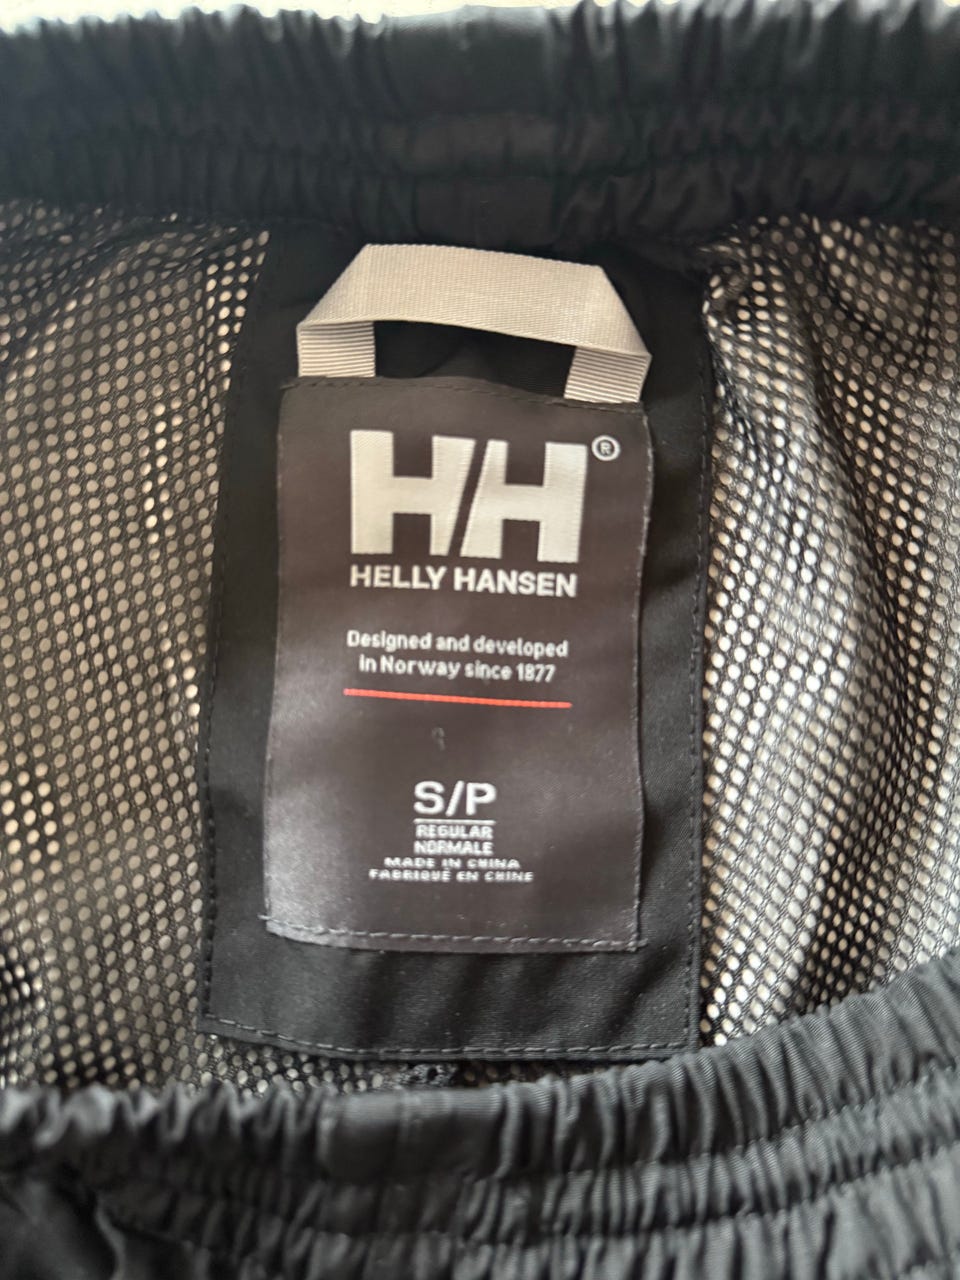 HH®
HELLY HANSEN
Designed and developed
in Norway since 1877
S/P
REGULAR
NORMALE
MADE IN CHINA
FABRIQUÉ EN CHINE